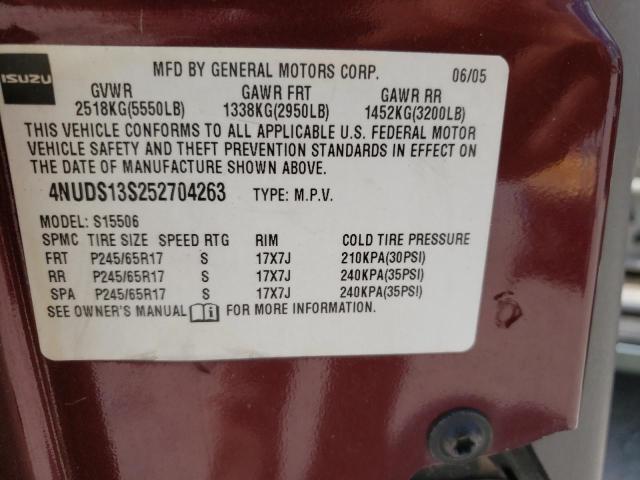 ISUZU
MFD BY GENERAL MOTORS CORP. 06/05
GVWR GAWR FRT GAWR RR
2518KG(5550LB) 1338KG(2950LB) 1452KG(3200LB)
THIS VEHICLE CONFORMS TO ALL APPLICABLE U.S. FEDERAL MOTOR
VEHICLE SAFETY AND THEFT PREVENTION STANDARDS IN EFFECT ON
THE DATE OF MANUFACTURE SHOWN ABOVE.
4NUDS13S252704263 TYPE: M.P.V.
MODEL: S15506
SPMC TIRE SIZE SPEED RTG RIM COLD TIRE PRESSURE
FRT P245/65R17 S 17X7J 210KPA(30PSI)
RR P245/65R17 S 17X7J 240KPA(35PSI)
SPA P245/65R17 S 17X7J 240KPA(35PSI)
SEE OWNER'S MANUAL FOR MORE INFORMATION.